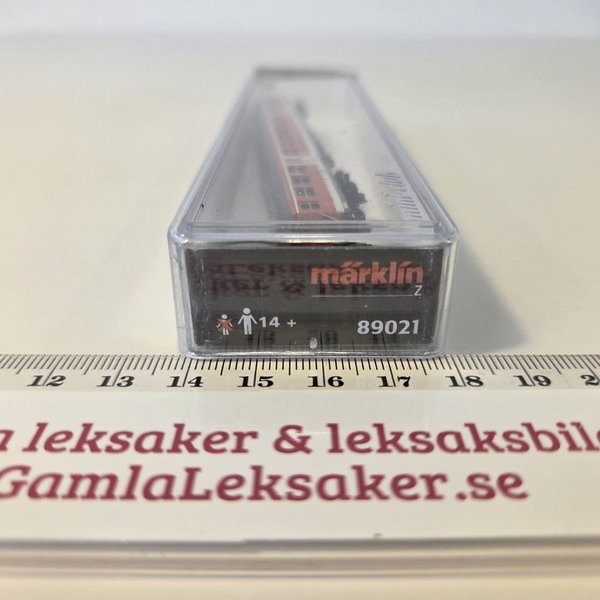 märklin
Z
14 +
89021
12 13 14 15 16 17 18 19
n leksaker & leksaksbil
GamlaLeksaker.se